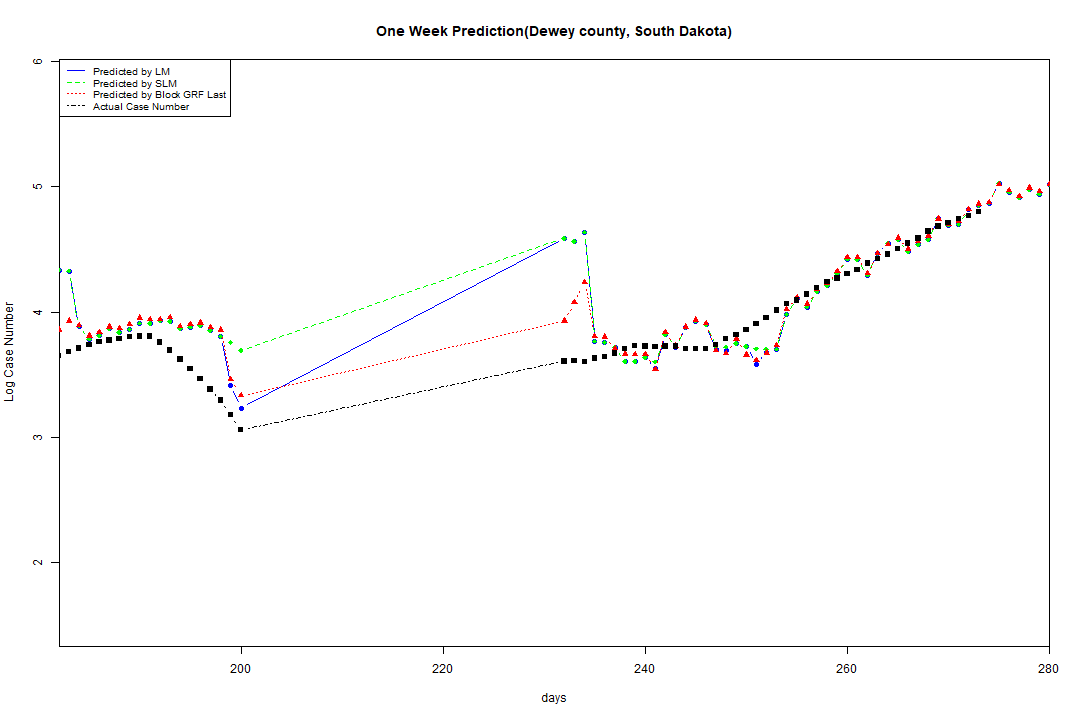 One Week Prediction(Dewey county, South Dakota)
Predicted by LM
Predicted by SLM
Predicted by Block GRF Last
Actual Case Number
6
5
4
3
2
Log Case Number
200
220
240
260
280
days